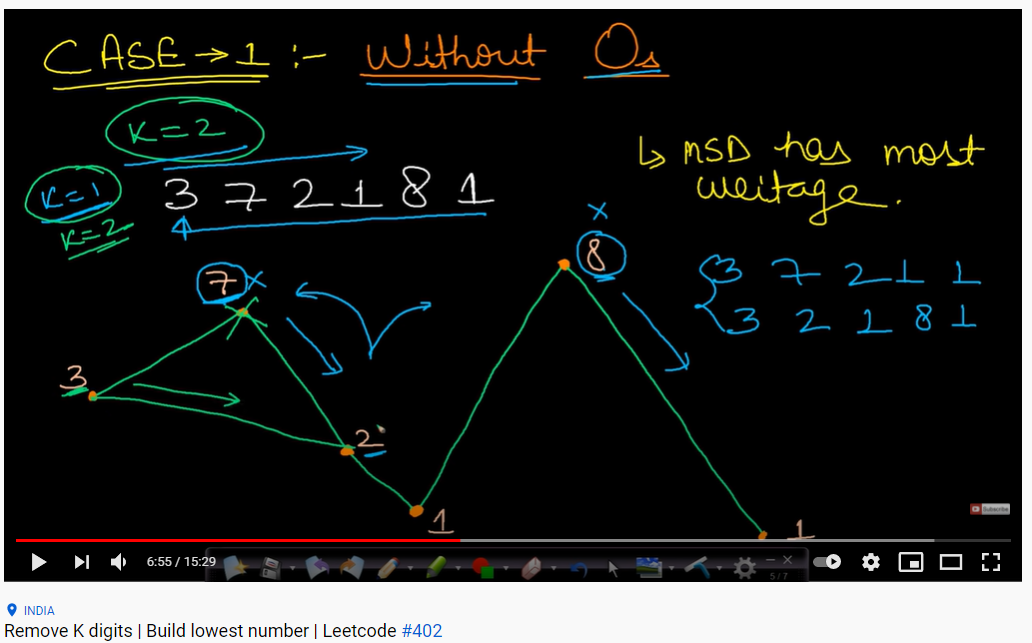 CASE → 1 :- Without 0s
K = 2
↳ MSD has most
weitage.
K=1 3 7 2 1 8 1
K=2
x
7 x
8
3 7 2 1 1
3 2 1 8 1
3
2
1
1
Subscribe
6:55 / 15:29
5/7
INDIA
Remove K digits | Build lowest number | Leetcode #402